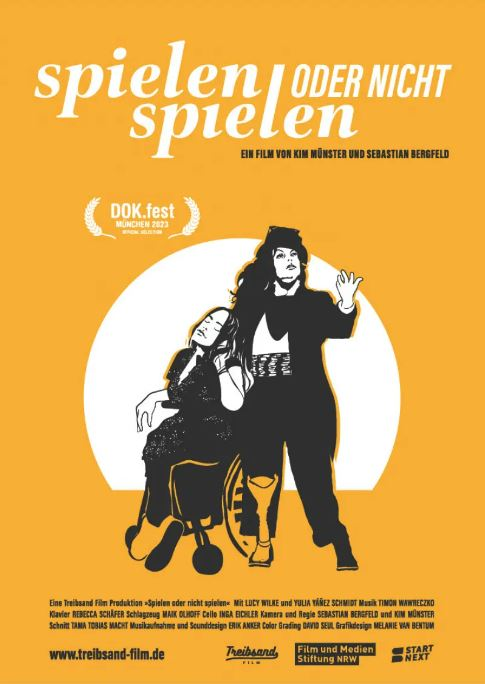 spielen ODER NICHT
spielen
EIN FILM VON KIM MÜNSTER UND SEBASTIAN BERGFELD
DOK.fest
MÜNCHEN 2023
OFFICIAL SELECTION
Eine Treibsand Film Produktion »Spielen oder nicht spielen« Mit LUCY WILKE und YULIA YÁÑEZ SCHMIDT Musik TIMON WAWRECZKO
Klavier REBECCA SCHÄFER Schlagzeug MAIK OLHOFF Cello INGA EICHLER Kamera und Regie SEBASTIAN BERGFELD und KIM MÜNSTER
Schnitt TAMA TOBIAS MACHT Musikaufnahme und Sounddesign ERIK ANKER Color Grading DAVID SEUL Grafikdesign MELANIE VAN BENTUM
www.treibsand-film.de
Treibsand
FILM
Film und Medien
Stiftung NRW
START
NEXT